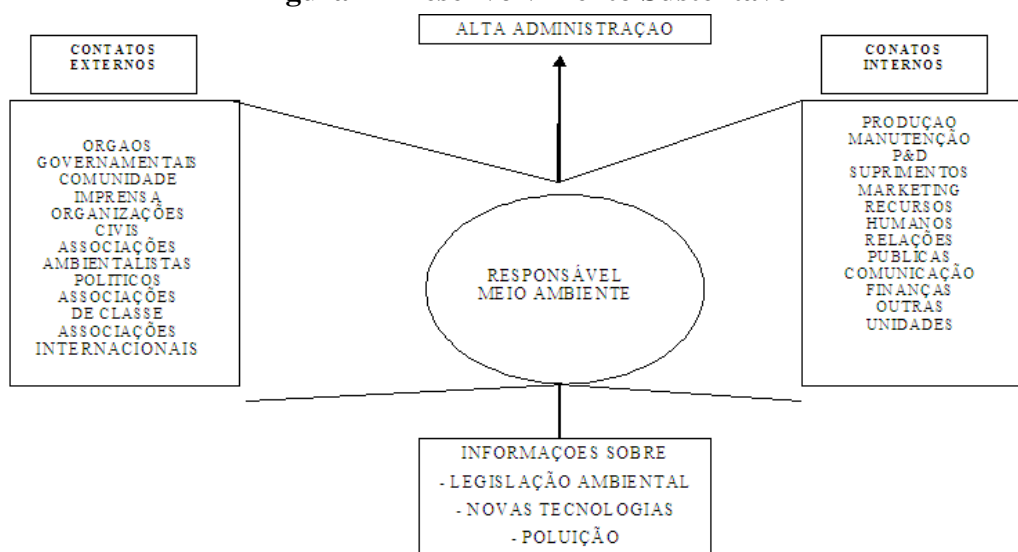 ALTA ADMINISTRAÇAO
CONTATOS
EXTERNOS
CONATOS
INTERNOS
ORGAOS
GOVERNAMENTAIS
COMUNIDADE
IMPRENSA
ORGANIZAÇÕES
CIVIS
ASSOCIAÇÕES
AMBIENTALISTAS
POLITICOS
ASSOCIAÇÕES
DE CLASSE
ASSOCIAÇÕES
INTERNACIONAIS
PRODUÇAO
MANUTENÇÃO
P&D
SUPRIMENTOS
MARKETING
RECURSOS
HUMANOS
RELAÇÕES
PUBLICAS
COMUNICAÇÃO
FINANÇAS
OUTRAS
UNIDADES
RESPONSÁVEL
MEIO AMBIENTE
INFORMAÇOES SOBRE
- LEGISLAÇÃO AMBIENTAL
- NOVAS TECNOLOGIAS
- POLUIÇÃO